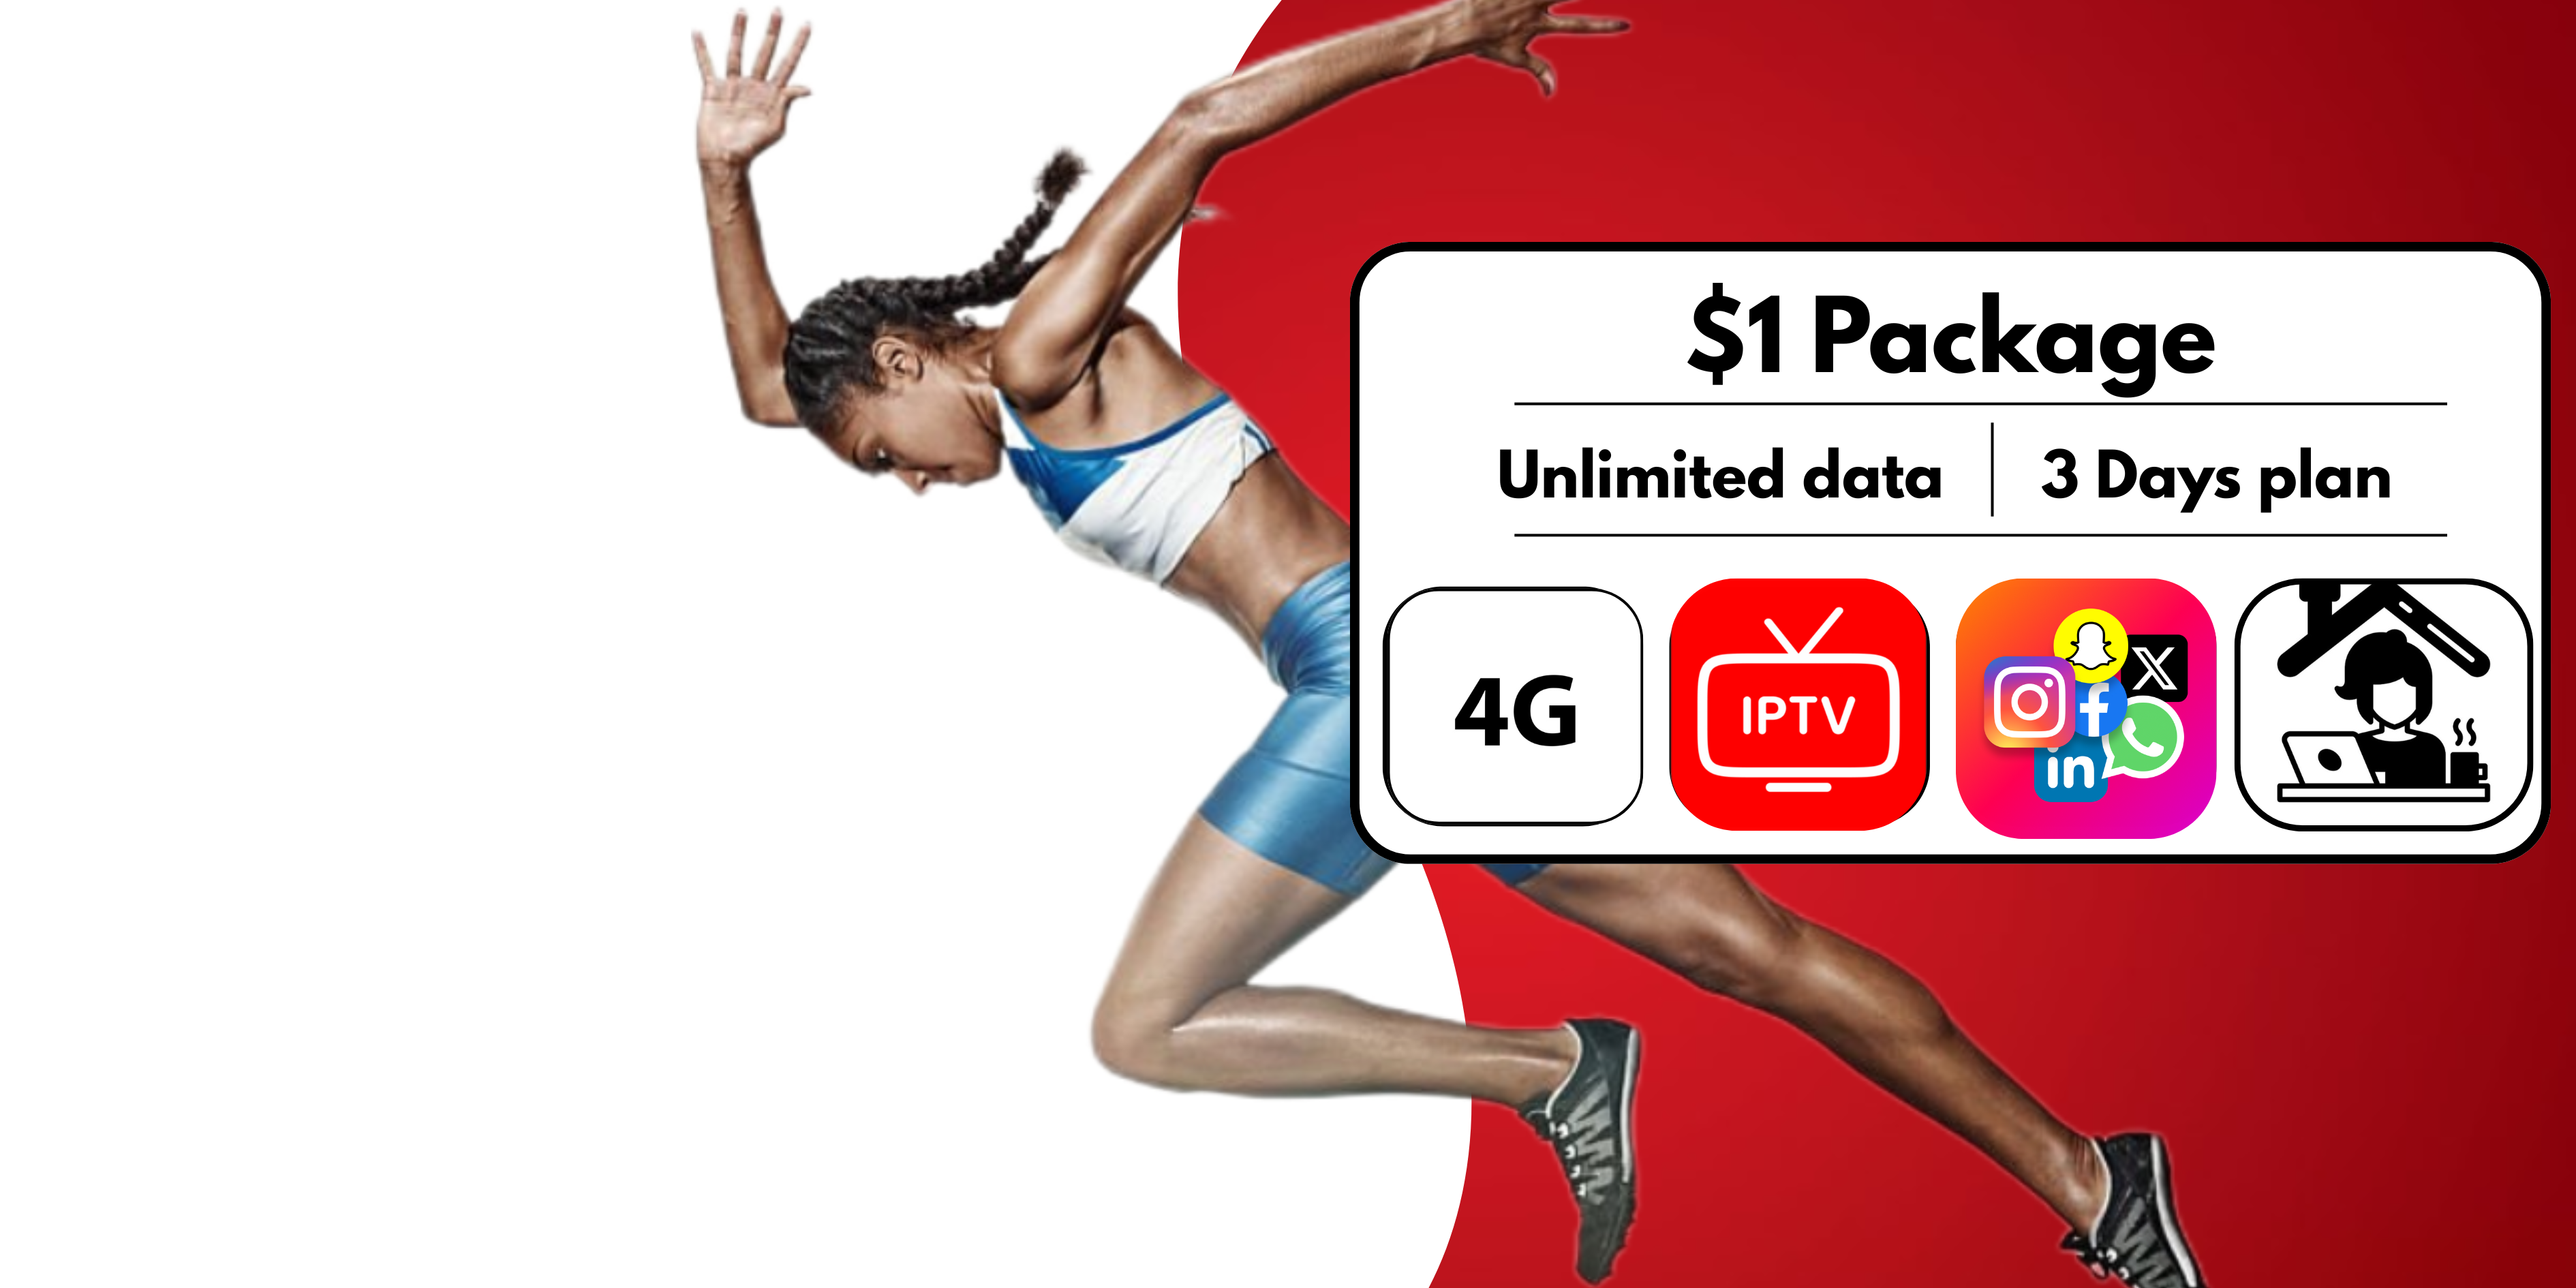 $1 Package
Unlimited data
3 Days plan
4G
IPTV
X
f
in